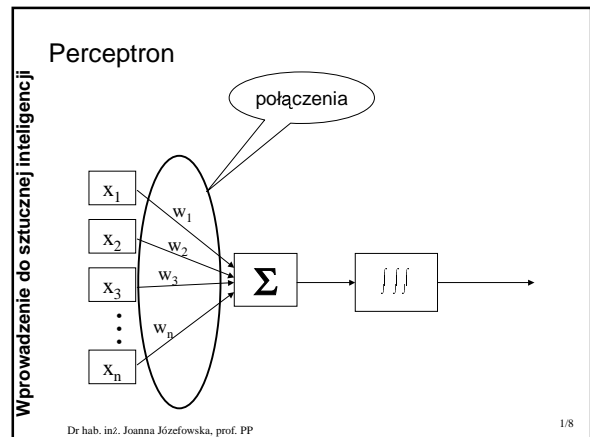 Perceptron
Wprowadzenie do sztucznej inteligencji
połączenia
x1
w1
x2
w2
x3
w3
wn
xn
Σ
∫∫∫
Dr hab. inż. Joanna Józefowska, prof. PP
1/8